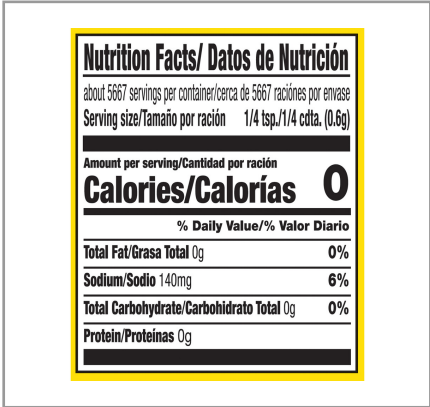 Nutrition Facts/ Datos de Nutrición
about 5667 servings per container/cerca de 5667 raciónes por envase
Serving size/Tamaño por ración 1/4 tsp./1/4 cdta. (0.6g)
Amount per serving/Cantidad por ración
Calories/Calorías 0
% Daily Value/% Valor Diario
Total Fat/Grasa Total 0g 0%
Sodium/Sodio 140mg 6%
Total Carbohydrate/Carbohidrato Total 0g 0%
Protein/Proteínas 0g